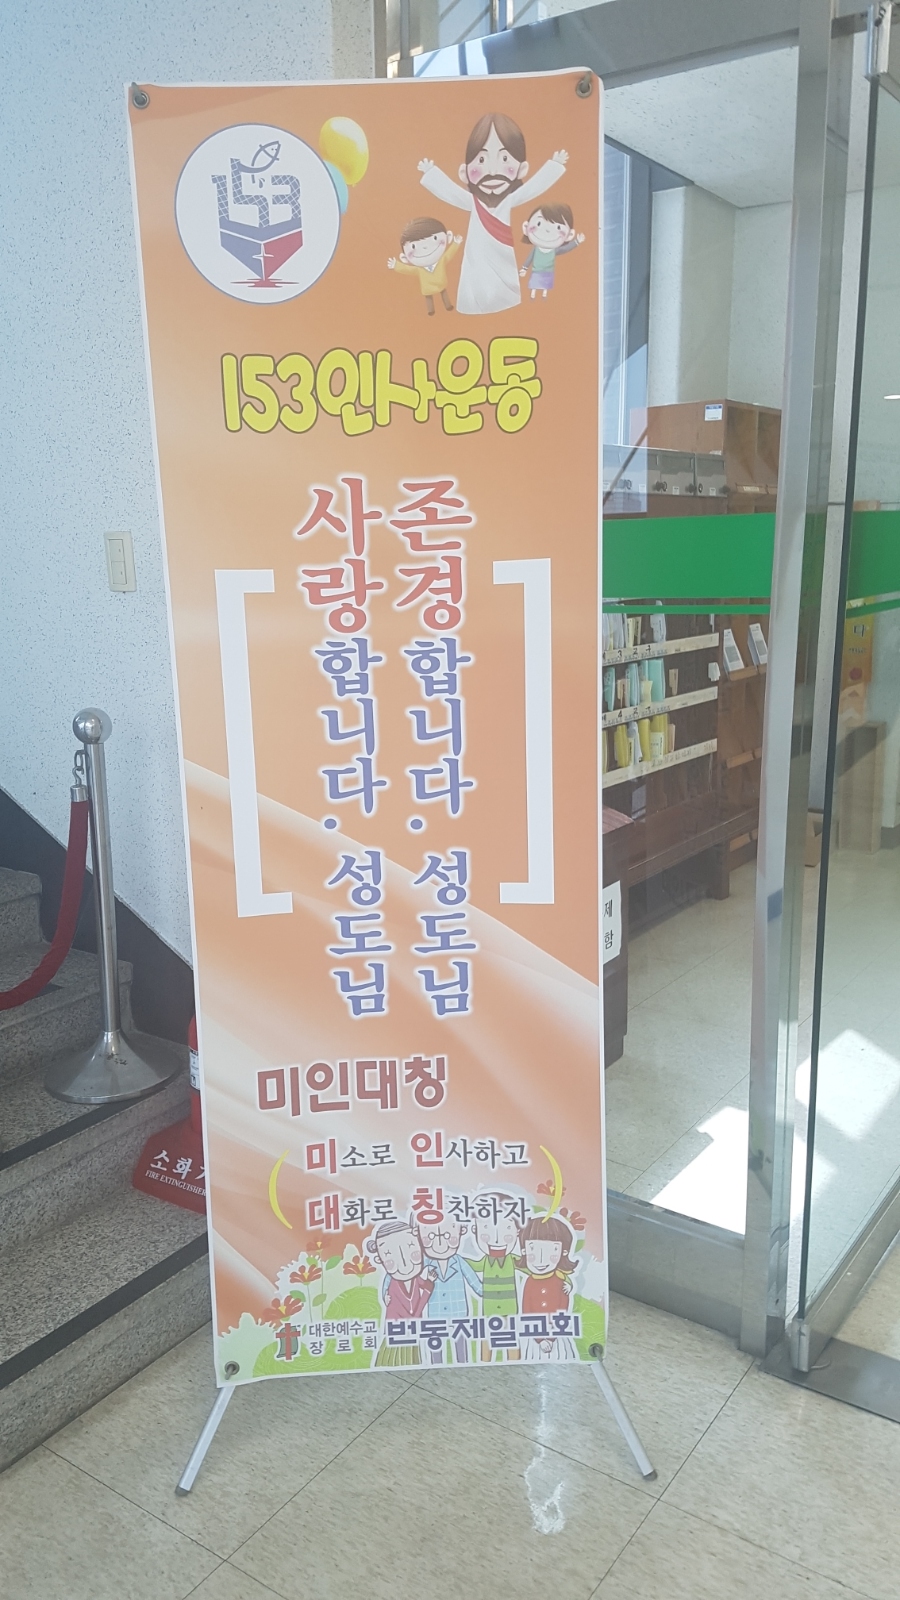 153
153인사운동
존경합니다. 성도님
사랑합니다. 성도님
미인대칭
미소로 인사하고
대화로 칭찬하자
대한예수교
장로회
번동제일교회
소화기
FIRE EXTINGUISHER
제
함
다